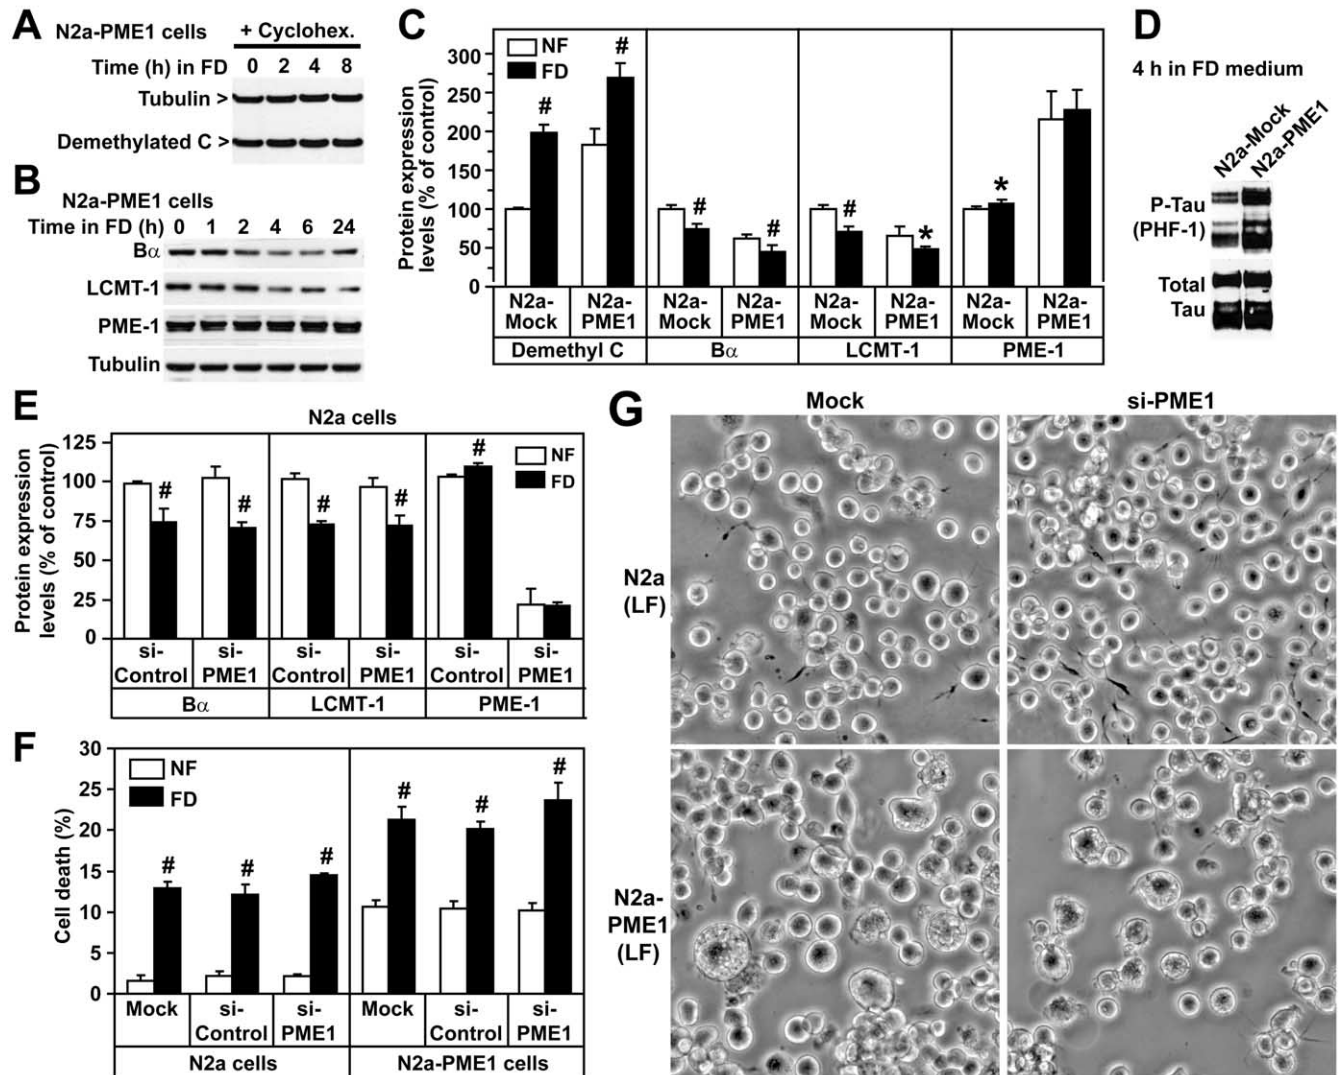 A
N2a-PME1 cells
+ Cyclohex.
Time (h) in FD 0 2 4 8
Tubulin >
Demethylated C >
B
N2a-PME1 cells
Time in FD (h) 0 1 2 4 6 24
Bα
LCMT-1
PME-1
Tubulin
C
Protein expression
levels (% of control)
300
250
200
150
100
50
0
NF
FD
# # # # # * *
N2a-Mock N2a-PME1 N2a-Mock N2a-PME1 N2a-Mock N2a-PME1 N2a-Mock N2a-PME1
Demethyl C Bα LCMT-1 PME-1
D
4 h in FD medium
N2a-Mock
N2a-PME1
P-Tau
(PHF-1)
Total
Tau
E
N2a cells
Protein expression
levels (% of control)
125
100
75
50
25
0
NF
FD
# # # # #
si-Control si-PME1 si-Control si-PME1 si-Control si-PME1
Bα LCMT-1 PME-1
F
Cell death (%)
30
25
20
15
10
5
0
NF
FD
# # # # # #
Mock si-Control si-PME1 Mock si-Control si-PME1
N2a cells N2a-PME1 cells
G
Mock si-PME1
N2a
(LF)
N2a-
PME1
(LF)